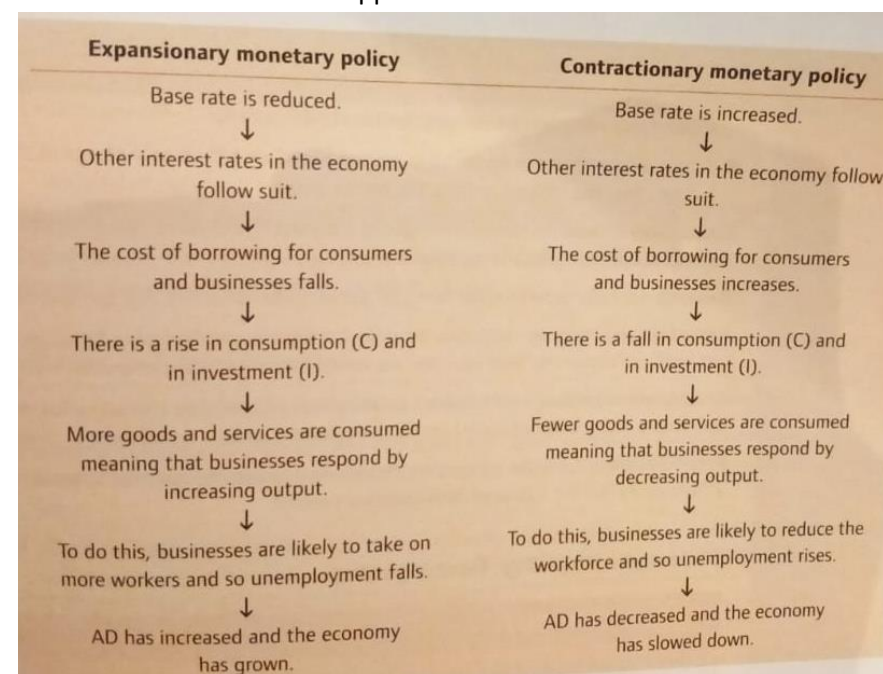 Expansionary monetary policy
Base rate is reduced.
↓
Other interest rates in the economy
follow suit.
↓
The cost of borrowing for consumers
and businesses falls.
↓
There is a rise in consumption (C) and
in investment (I).
↓
More goods and services are consumed
meaning that businesses respond by
increasing output.
↓
To do this, businesses are likely to take on
more workers and so unemployment falls.
↓
AD has increased and the economy
has grown.
Contractionary monetary policy
Base rate is increased.
↓
Other interest rates in the economy follow
suit.
↓
The cost of borrowing for consumers
and businesses increases.
↓
There is a fall in consumption (C) and
in investment (I).
↓
Fewer goods and services are consumed
meaning that businesses respond by
decreasing output.
↓
To do this, businesses are likely to reduce the
workforce and so unemployment rises.
↓
AD has decreased and the economy
has slowed down.